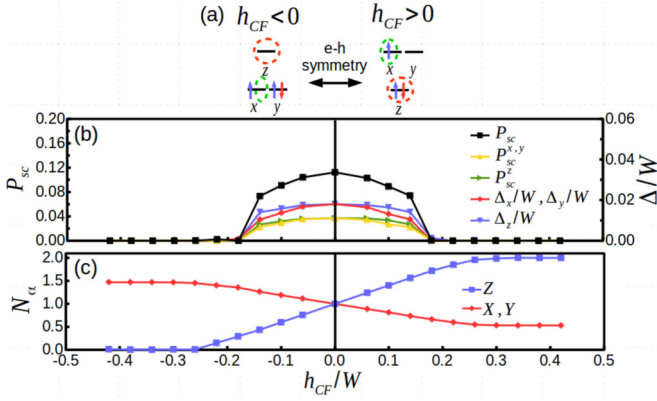 (a) h_CF<0 h_CF>0
e-h
symmetry
z x y
x y z
(b)
0.20 0.06
0.16
0.12 0.04
0.08 0.02
0.04
0.00 0.00
P_sc Δ/W
P_sc
P_sc^x,y
P_sc^z
Δ_x/W, Δ_y/W
Δ_z/W
(c)
2.0
1.5
1.0
0.5
0.0
N_α
Z
X,Y
-0.5 -0.4 -0.3 -0.2 -0.1 0.0 0.1 0.2 0.3 0.4 0.5
h_CF/W